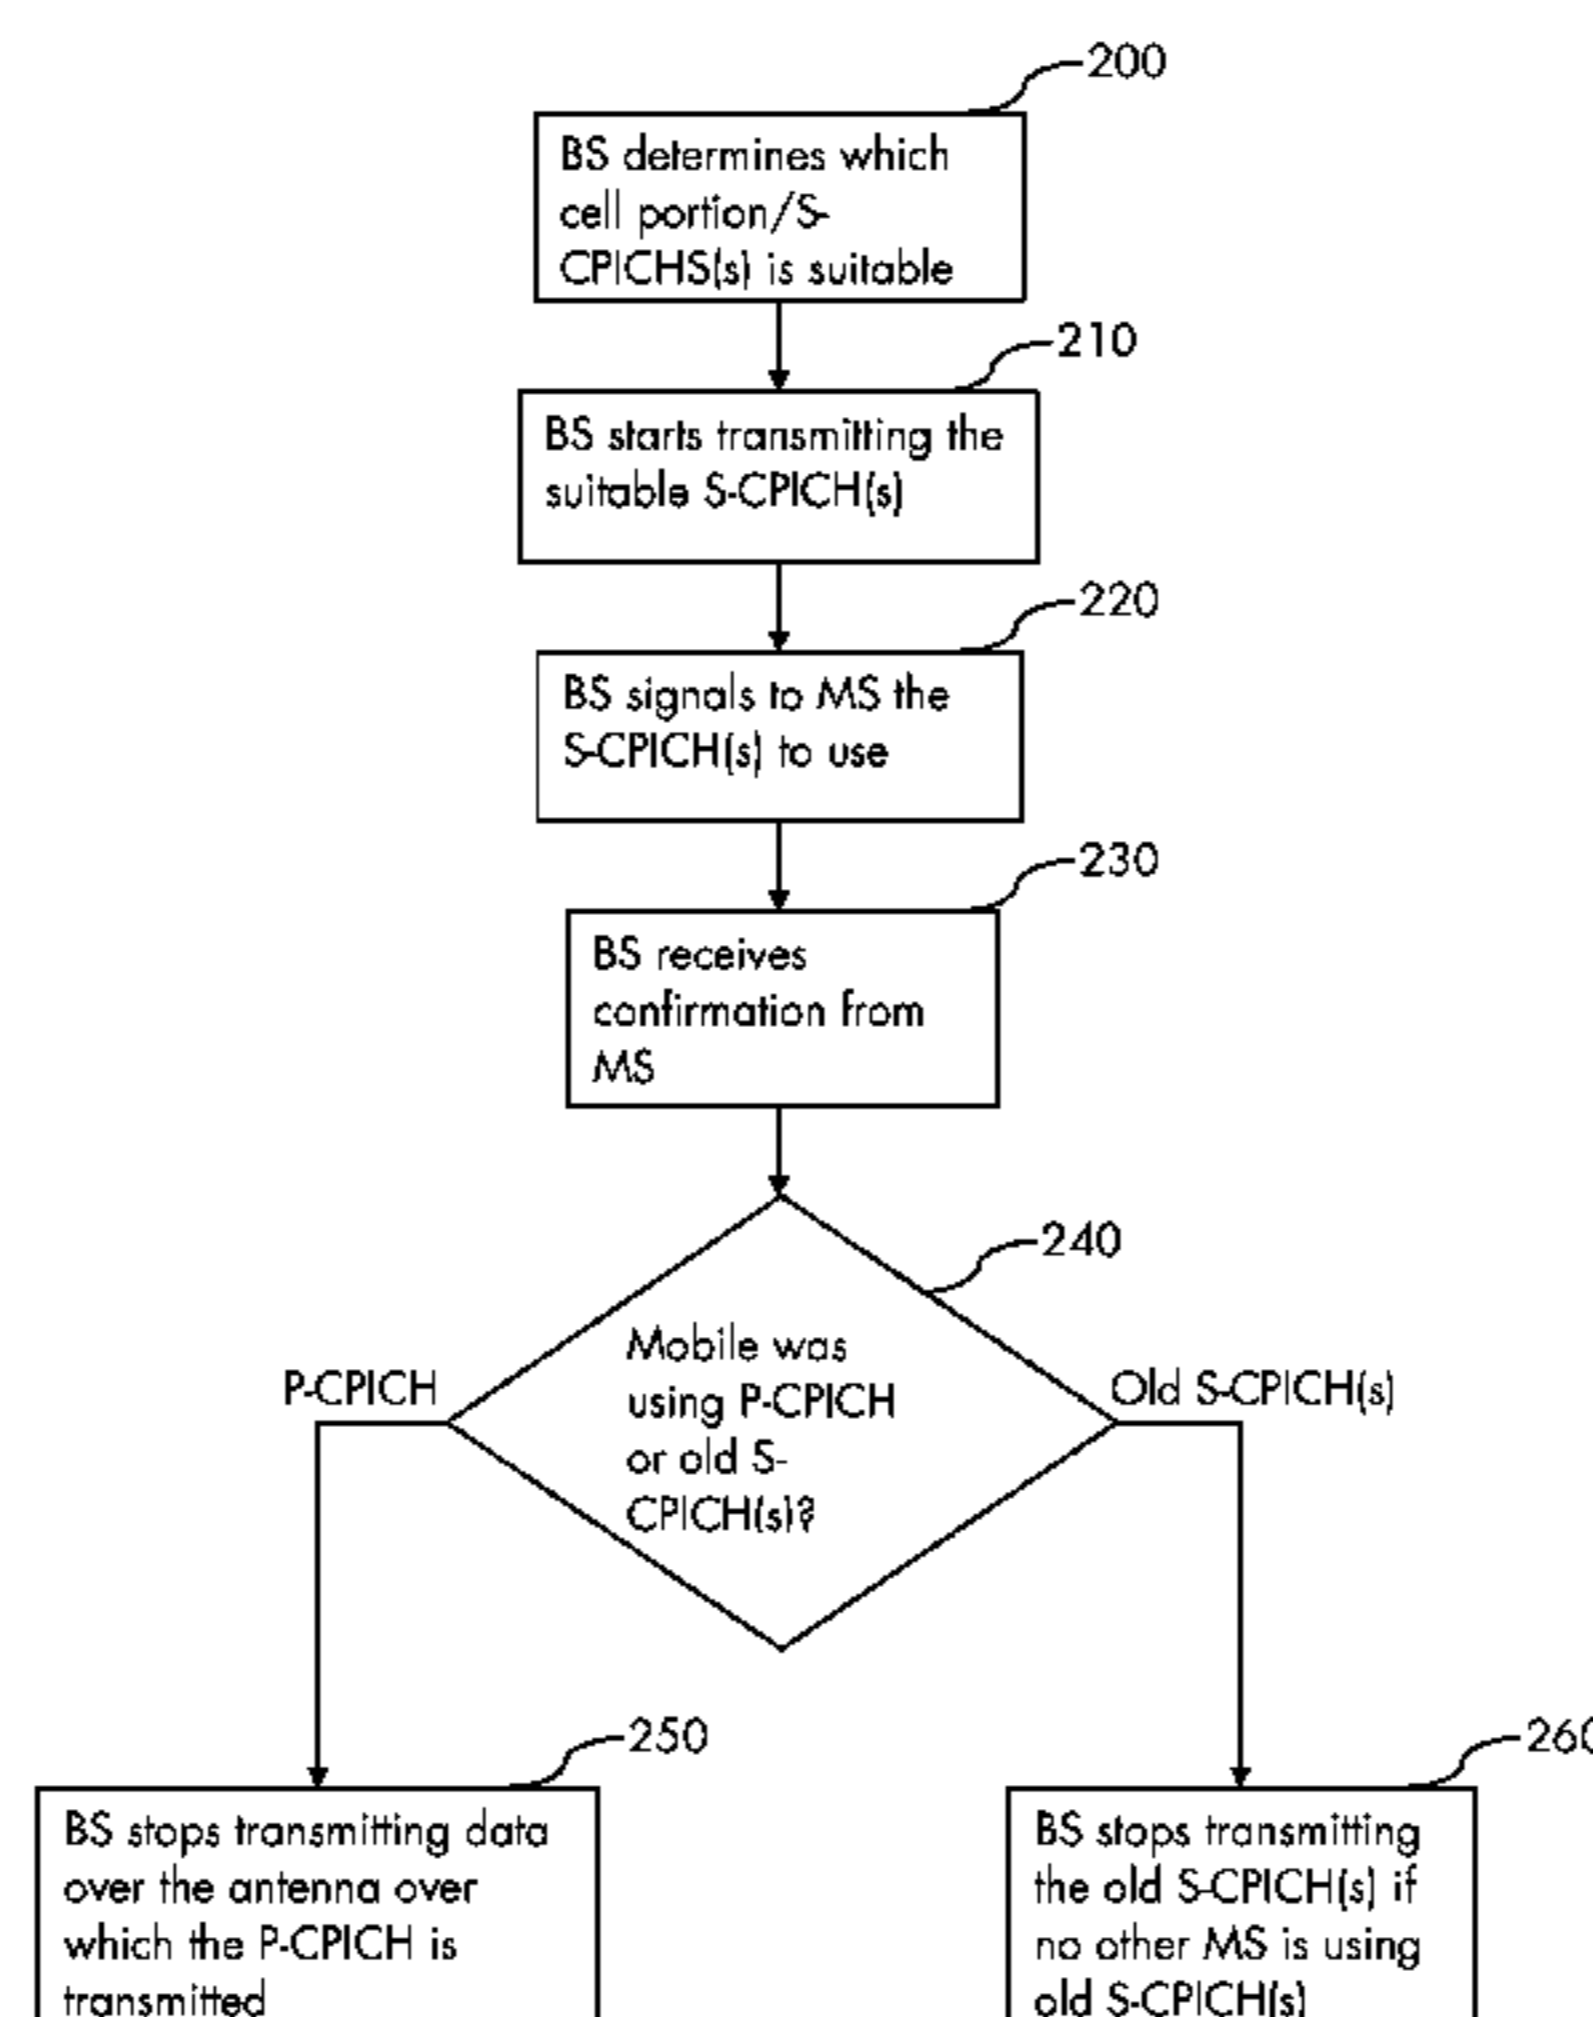 200
BS determines which
cell portion/S-
CPICHS(s) is suitable
210
BS starts transmitting the
suitable S-CPICH(s)
220
BS signals to MS the
S-CPICH(s) to use
230
BS receives
confirmation from
MS
240
Mobile was
using P-CPICH
or old S-
CPICH(s)?
P-CPICH
Old S-CPICH(s)
250
BS stops transmitting data
over the antenna over
which the P-CPICH is
transmitted
260
BS stops transmitting
the old S-CPICH(s) if
no other MS is using
old S-CPICH(s)